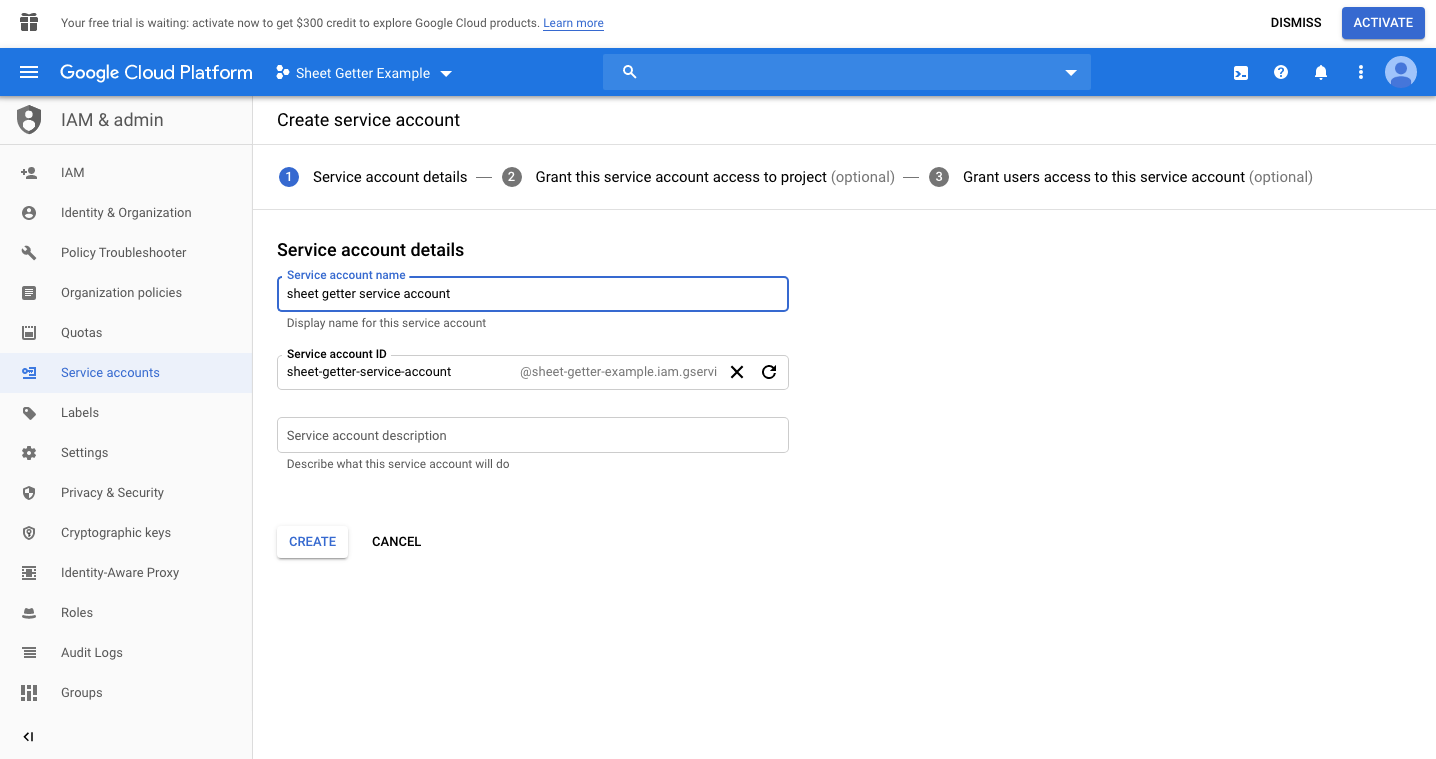 Your free trial is waiting: activate now to get $300 credit to explore Google Cloud products. Learn more
DISMISS
ACTIVATE
Google Cloud Platform
Sheet Getter Example
IAM & admin
Create service account
IAM
Identity & Organization
Policy Troubleshooter
Organization policies
Quotas
Service accounts
Labels
Settings
Privacy & Security
Cryptographic keys
Identity-Aware Proxy
Roles
Audit Logs
Groups
1 Service account details — 2 Grant this service account access to project (optional) — 3 Grant users access to this service account (optional)
Service account details
Service account name
sheet getter service account
Display name for this service account
Service account ID
sheet-getter-service-account @sheet-getter-example.iam.gservi
Service account description
Describe what this service account will do
CREATE
CANCEL